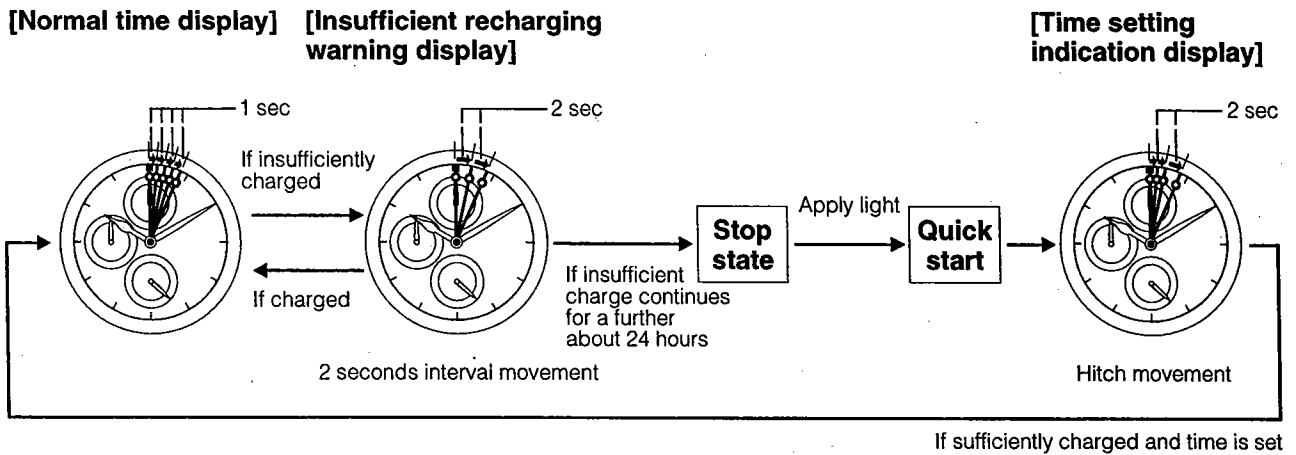 [Normal time display]
[Insufficient recharging
warning display]
[Time setting
indication display]
1 sec
2 sec
2 sec
If insufficiently
charged
If charged
Stop
state
Apply light
Quick
start
If insufficient
charge continues
for a further
about 24 hours
2 seconds interval movement
Hitch movement
If sufficiently charged and time is set